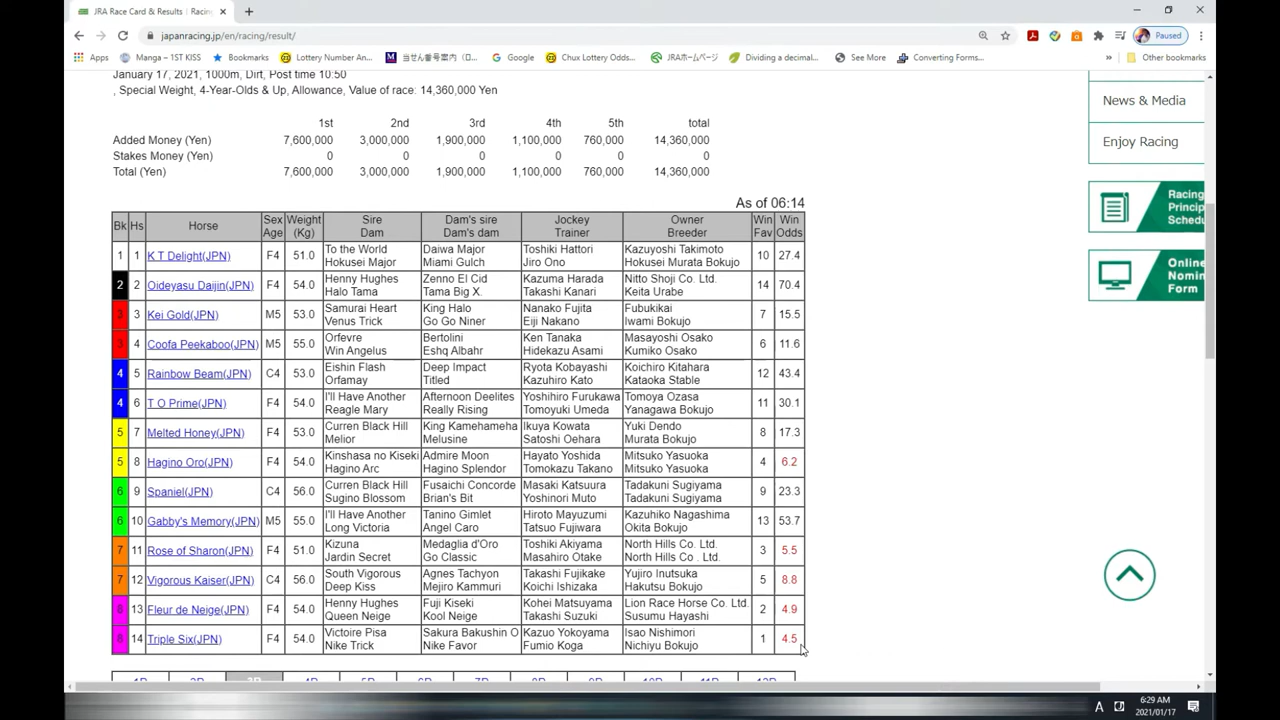 JRA Race Card & Results | Racing
japanracing.jp/en/racing/result/
Paused
Apps
Manga – 1ST KISS
Bookmarks
Lottery Number An...
Google
Chux Lottery Odds...
JRAホームページ
Dividing a decimal...
See More
Converting Forms...
»
Other bookmarks
January 17, 2021, 1000m, Dirt, Post time 10:50
, Special Weight, 4-Year-Olds & Up, Allowance, Value of race: 14,360,000 Yen
1st 2nd 3rd 4th 5th total
Added Money (Yen) 7,600,000 3,000,000 1,900,000 1,100,000 760,000 14,360,000
Stakes Money (Yen) 0 0 0 0 0 0
Total (Yen) 7,600,000 3,000,000 1,900,000 1,100,000 760,000 14,360,000
As of 06:14
Bk Hs Horse Sex Age Weight (Kg) Sire Dam Dam's sire Dam's dam Jockey Trainer Owner Breeder Win Fav Win Odds
1 1 K T Delight(JPN) F4 51.0 To the World Hokusei Major Daiwa Major Miami Gulch Toshiki Hattori Jiro Ono Kazuyoshi Takimoto Hokusei Murata Bokujo 10 27.4
2 2 Oideyasu Daijin(JPN) F4 54.0 Henny Hughes Halo Tama Zenno El Cid Tama Big X. Kazuma Harada Takashi Kanari Nitto Shoji Co. Ltd. Keita Urabe 14 70.4
3 3 Kei Gold(JPN) M5 53.0 Samurai Heart Venus Trick King Halo Go Go Niner Nanako Fujita Eiji Nakano Fubukikai Iwami Bokujo 7 15.5
3 4 Coofa Peekaboo(JPN) M5 55.0 Orfevre Win Angelus Bertolini Eshq Albahr Ken Tanaka Hidekazu Asami Masayoshi Osako Kumiko Osako 6 11.6
4 5 Rainbow Beam(JPN) C4 53.0 Eishin Flash Orfamay Deep Impact Titled Ryota Kobayashi Kazuhiro Kato Koichiro Kitahara Kataoka Stable 12 43.4
4 6 T O Prime(JPN) F4 54.0 I'll Have Another Reagle Mary Afternoon Deelites Really Rising Yoshihiro Furukawa Tomoyuki Umeda Tomoya Ozasa Yanagawa Bokujo 11 30.1
5 7 Melted Honey(JPN) F4 53.0 Curren Black Hill Melior King Kamehameha Melusine Ikuya Kowata Satoshi Oehara Yuki Dendo Murata Bokujo 8 17.3
5 8 Hagino Oro(JPN) F4 54.0 Kinshasa no Kiseki Hagino Arc Admire Moon Hagino Splendor Hayato Yoshida Tomokazu Takano Mitsuko Yasuoka Mitsuko Yasuoka 4 6.2
6 9 Spaniel(JPN) C4 56.0 Curren Black Hill Sugino Blossom Fusaichi Concorde Brian's Bit Masaki Katsuura Yoshinori Muto Tadakuni Sugiyama Tadakuni Sugiyama 9 23.3
6 10 Gabby's Memory(JPN) M5 55.0 I'll Have Another Long Victoria Tanino Gimlet Angel Caro Hiroto Mayuzumi Tatsuo Fujiwara Kazuhiko Nagashima Okita Bokujo 13 53.7
7 11 Rose of Sharon(JPN) F4 51.0 Kizuna Jardin Secret Medaglia d'Oro Go Classic Toshiki Akiyama Masahiro Otake North Hills Co. Ltd. North Hills Co . Ltd. 3 5.5
7 12 Vigorous Kaiser(JPN) C4 56.0 South Vigorous Deep Kiss Agnes Tachyon Mejiro Kammuri Takashi Fujikake Koichi Ishizaka Yujiro Inutsuka Hakutsu Bokujo 5 8.8
8 13 Fleur de Neige(JPN) F4 54.0 Henny Hughes Queen Neige Fuji Kiseki Kool Neige Kohei Matsuyama Takashi Suzuki Lion Race Horse Co. Ltd. Susumu Hayashi 2 4.9
8 14 Triple Six(JPN) F4 54.0 Victoire Pisa Nike Trick Sakura Bakushin O Nike Favor Kazuo Yokoyama Fumio Koga Isao Nishimori Nichiyu Bokujo 1 4.5
News & Media
Enjoy Racing
Racing
Princip
Schedu
Online
Nomin
Form
A
6:29 AM
2021/01/17